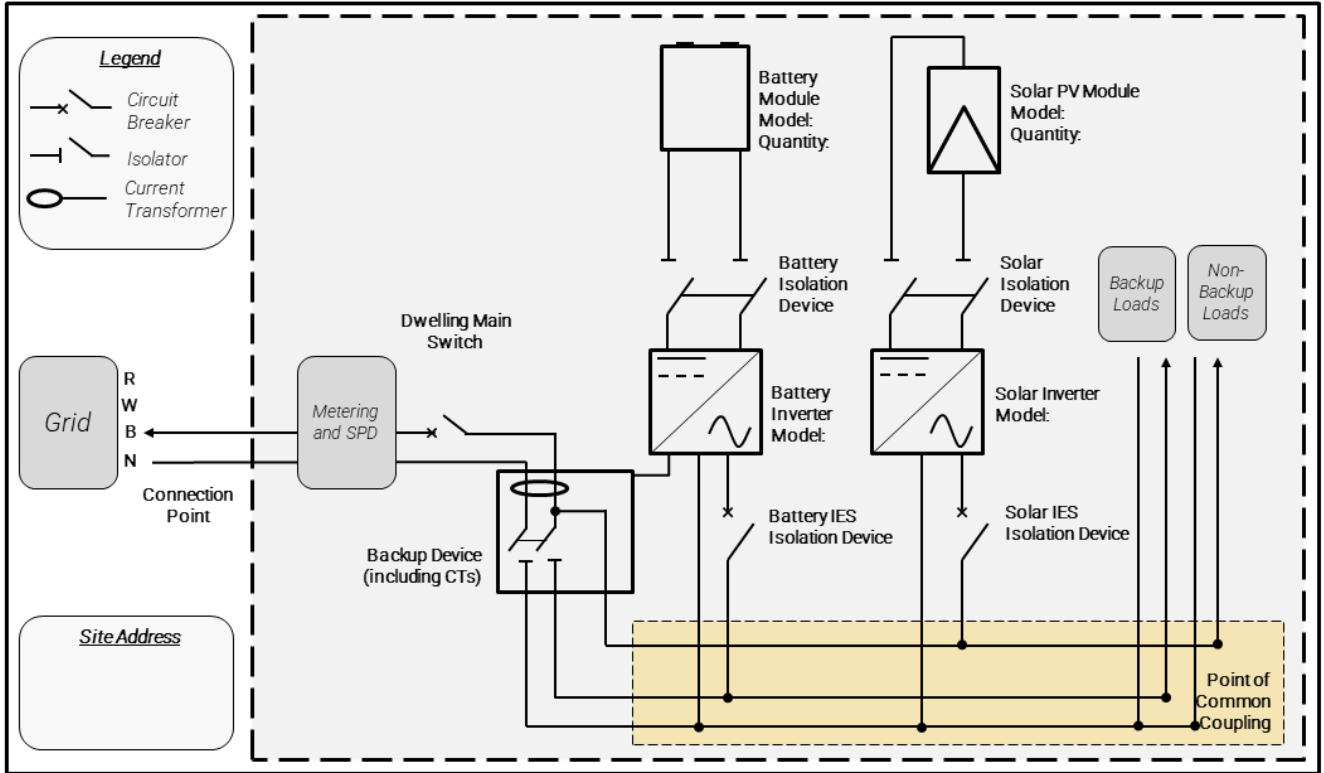 Legend
Circuit
Breaker
Isolator
Current
Transformer
Battery
Module
Model:
Quantity:
Solar PV Module
Model:
Quantity:
Battery
Isolation
Device
Solar
Isolation
Device
Backup
Loads
Non-
Backup
Loads
Dwelling Main
Switch
Grid
R
W
B
N
Metering
and SPD
Connection
Point
Battery
Inverter
Model:
Solar Inverter
Model:
Battery IES
Isolation Device
Solar IES
Isolation Device
Backup Device
(including CTs)
Site Address
Point of
Common
Coupling